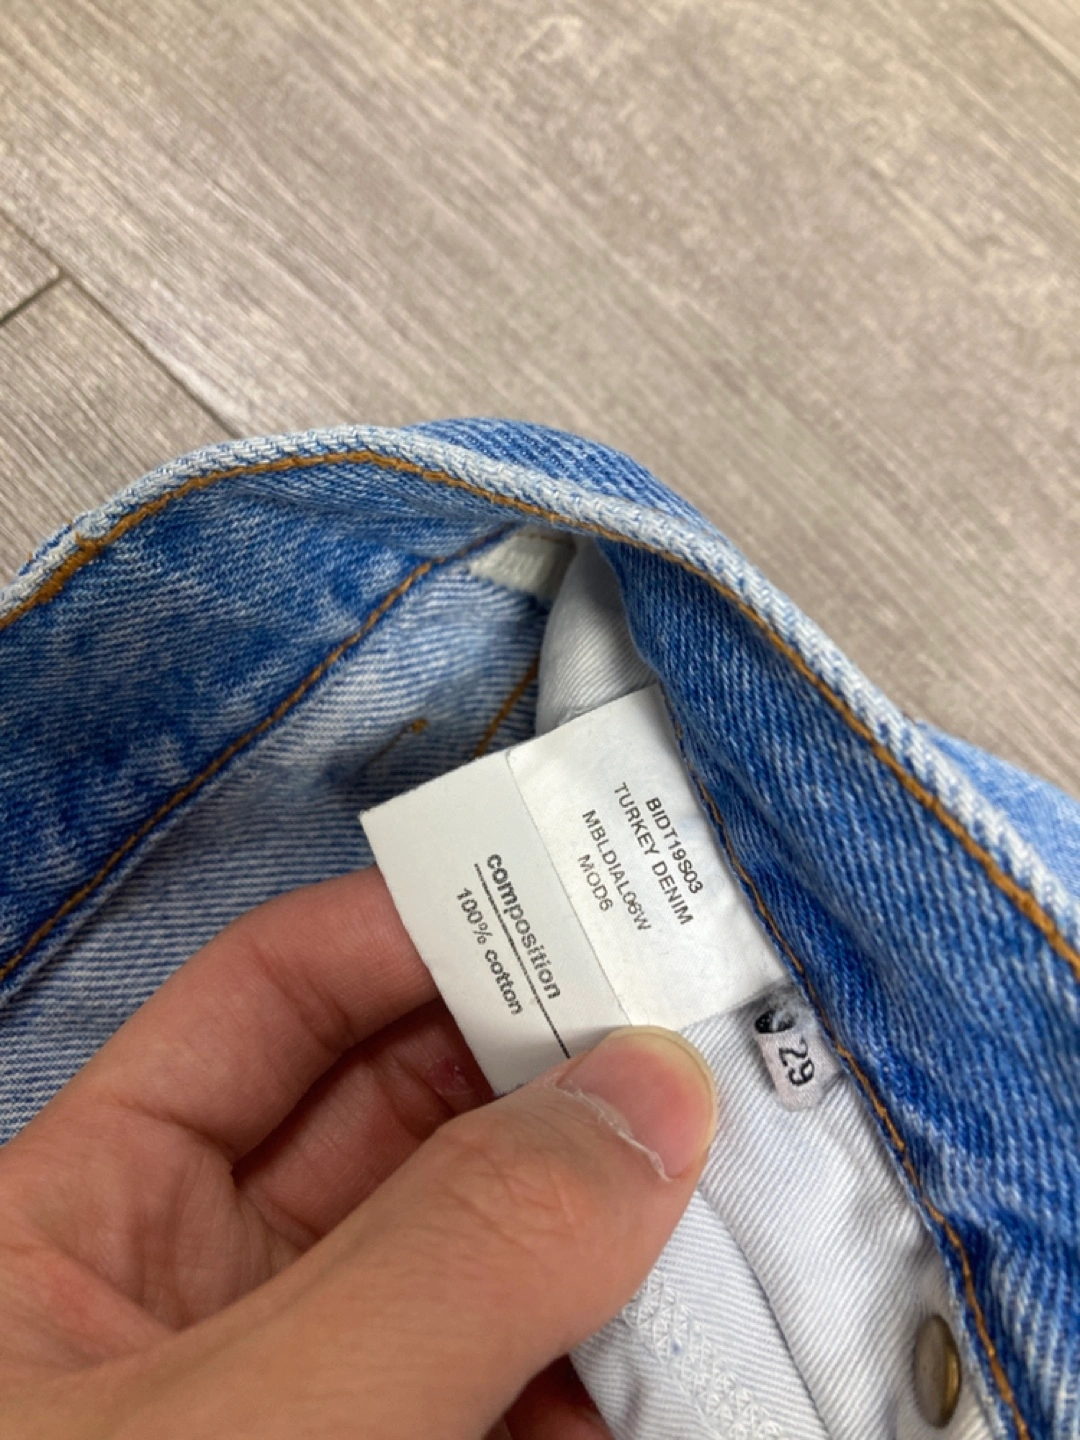 BIDT19S03
TURKEY DENIM
MBLDIAL06W
MOD6
composition
100% cotton
29